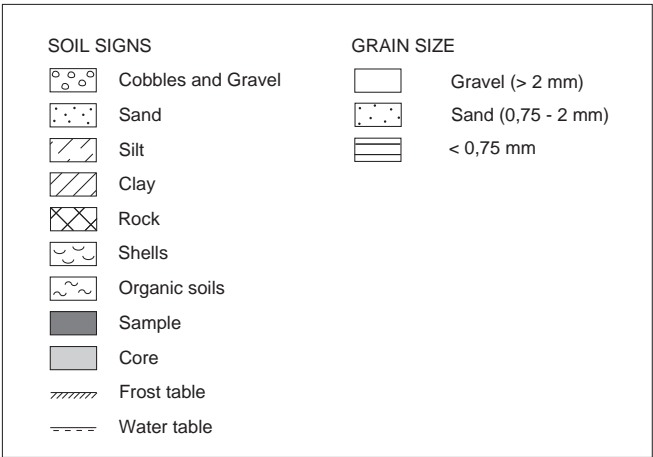 SOIL SIGNS
Cobbles and Gravel
Sand
Silt
Clay
Rock
Shells
Organic soils
Sample
Core
Frost table
Water table
GRAIN SIZE
Gravel (> 2 mm)
Sand (0,75 - 2 mm)
< 0,75 mm